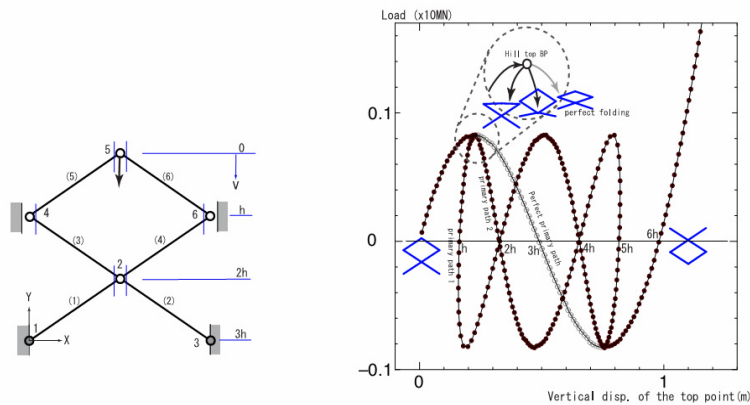 5
0
(5)
(6)
V
4
6
h
(3)
(4)
2
2h
Y
(1)
(2)
1
X
3
3h
Load (x10MN)
Hill top BP
perfect folding
0.1
primary path 2
Perfect primary path
primary path 1
0
1h
2h
3h
4h
5h
6h
-0.1
0
1
Vertical disp. of the top point(m)